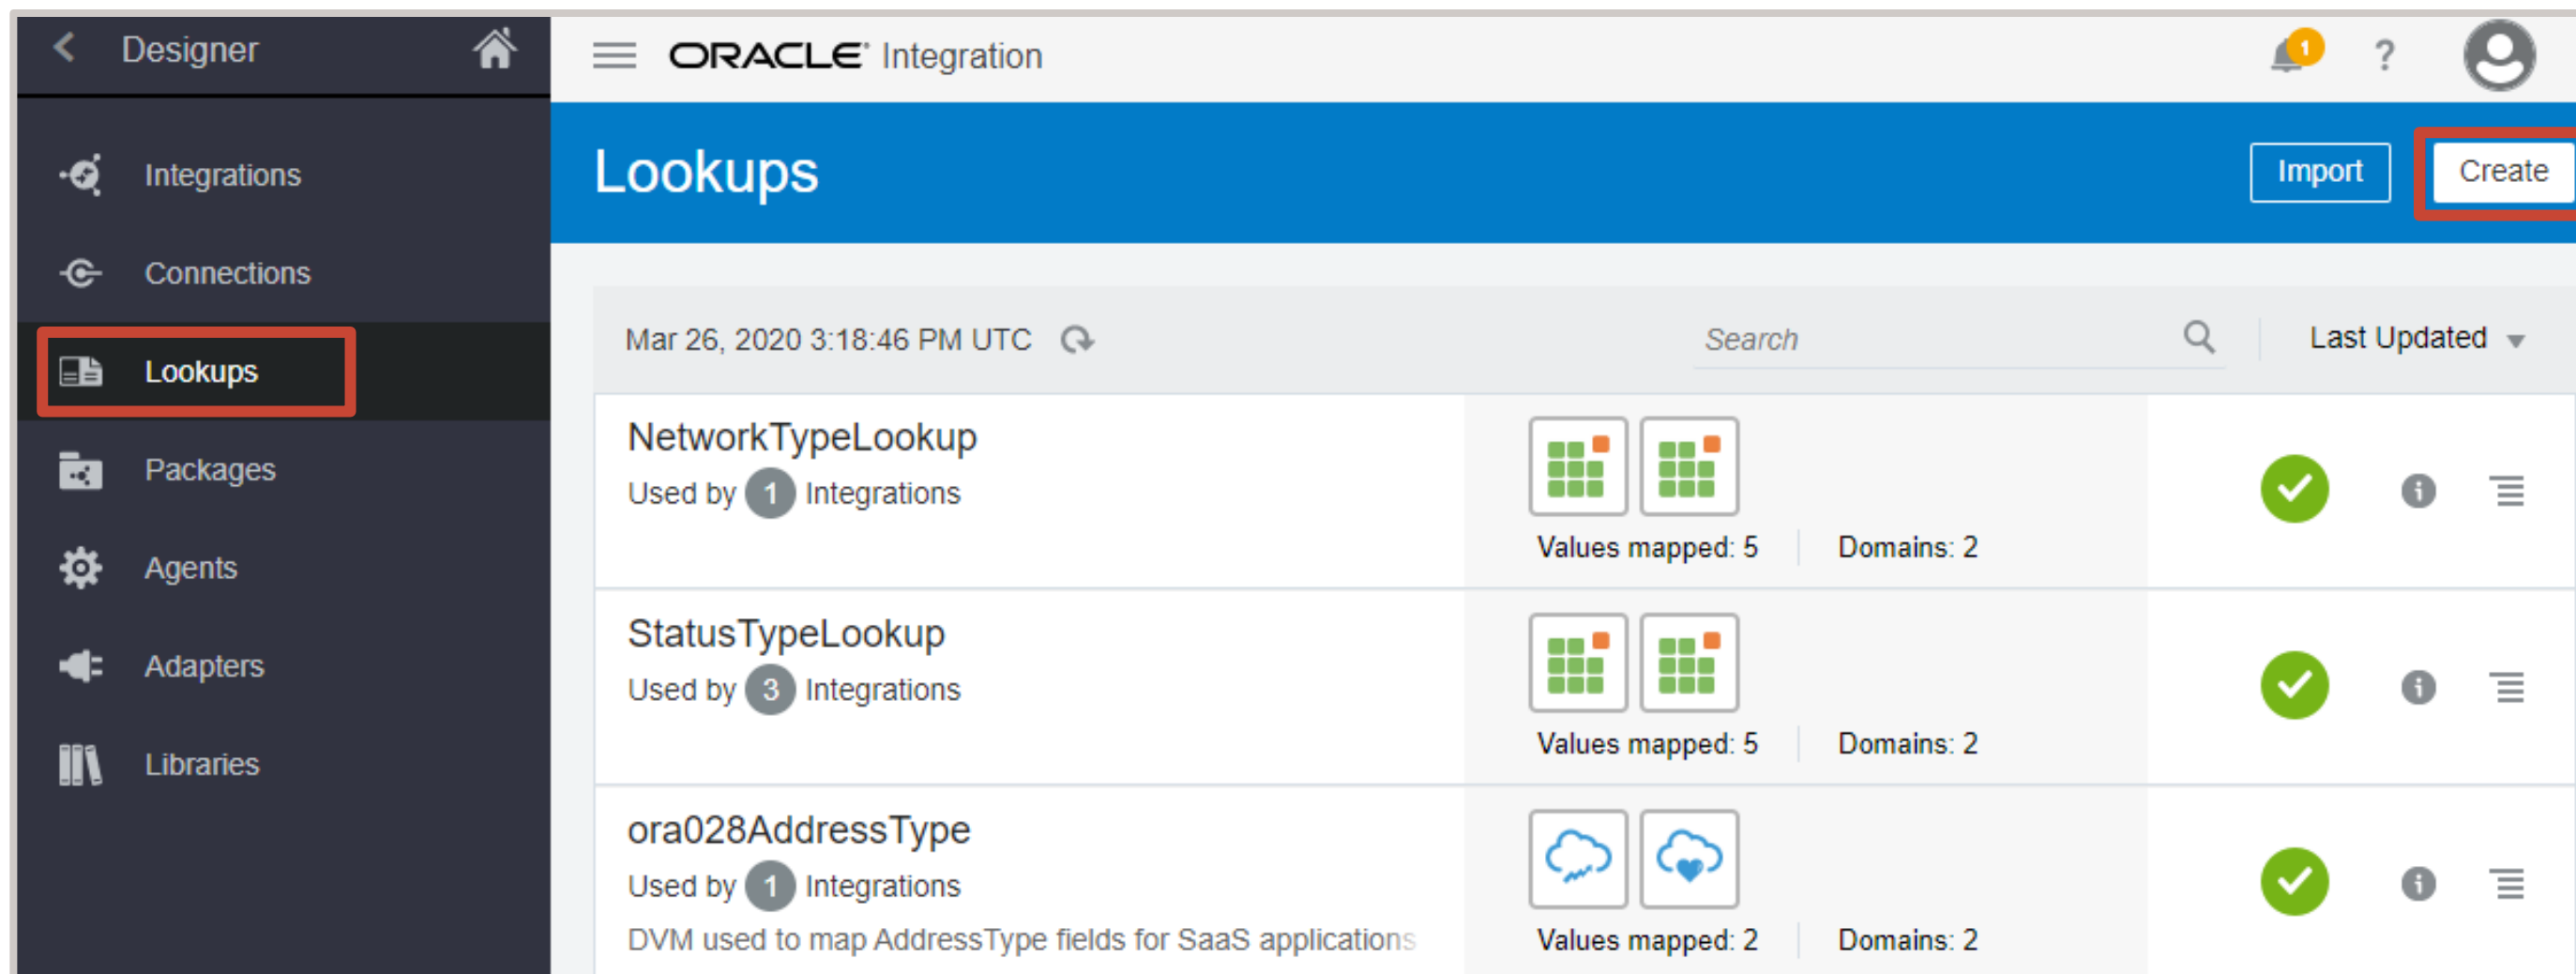 Designer
ORACLE Integration
1
?
Integrations
Connections
Lookups
Packages
Agents
Adapters
Libraries
Lookups
Import
Create
Mar 26, 2020 3:18:46 PM UTC
Search
Last Updated
NetworkTypeLookup
Used by 1 Integrations
Values mapped: 5
Domains: 2
StatusTypeLookup
Used by 3 Integrations
Values mapped: 5
Domains: 2
ora028AddressType
Used by 1 Integrations
DVM used to map AddressType fields for SaaS applications
Values mapped: 2
Domains: 2